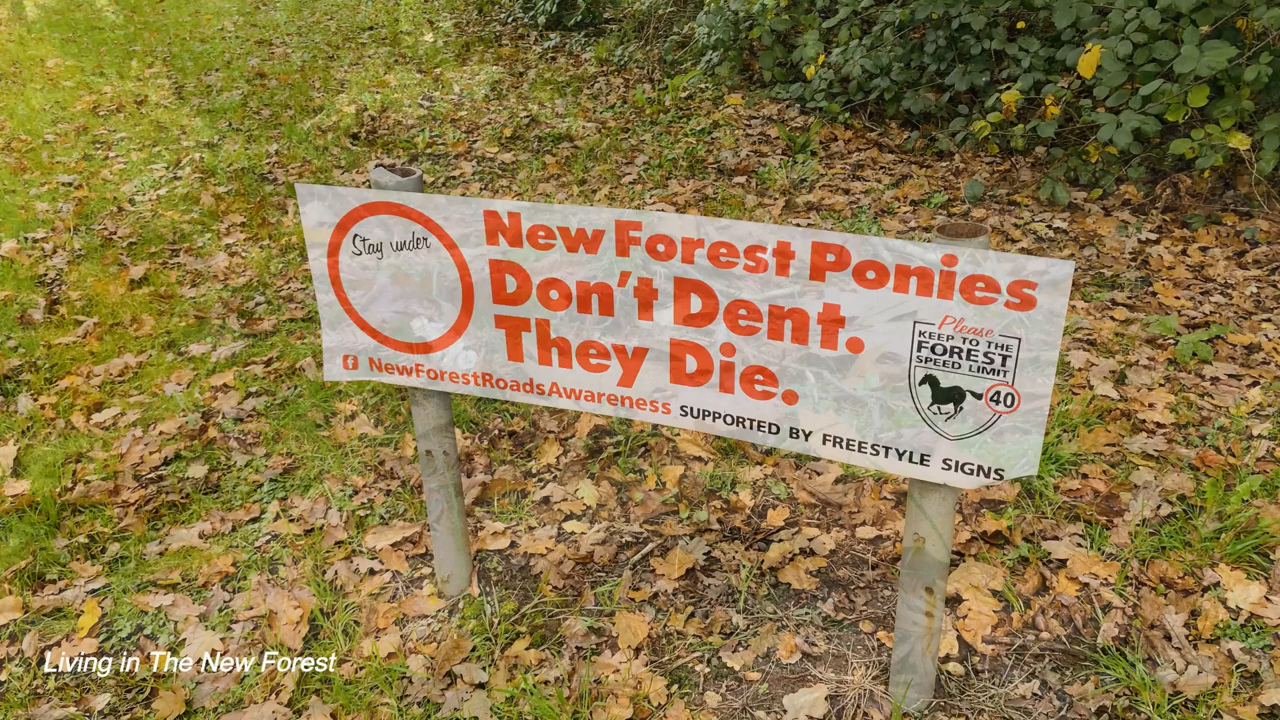 Stay under
New Forest Ponies
Don't Dent.
They Die.
Please
KEEP TO THE
FOREST
SPEED LIMIT
40
f NewForestRoadsAwareness SUPPORTED BY FREESTYLE SIGNS
Living in The New Forest